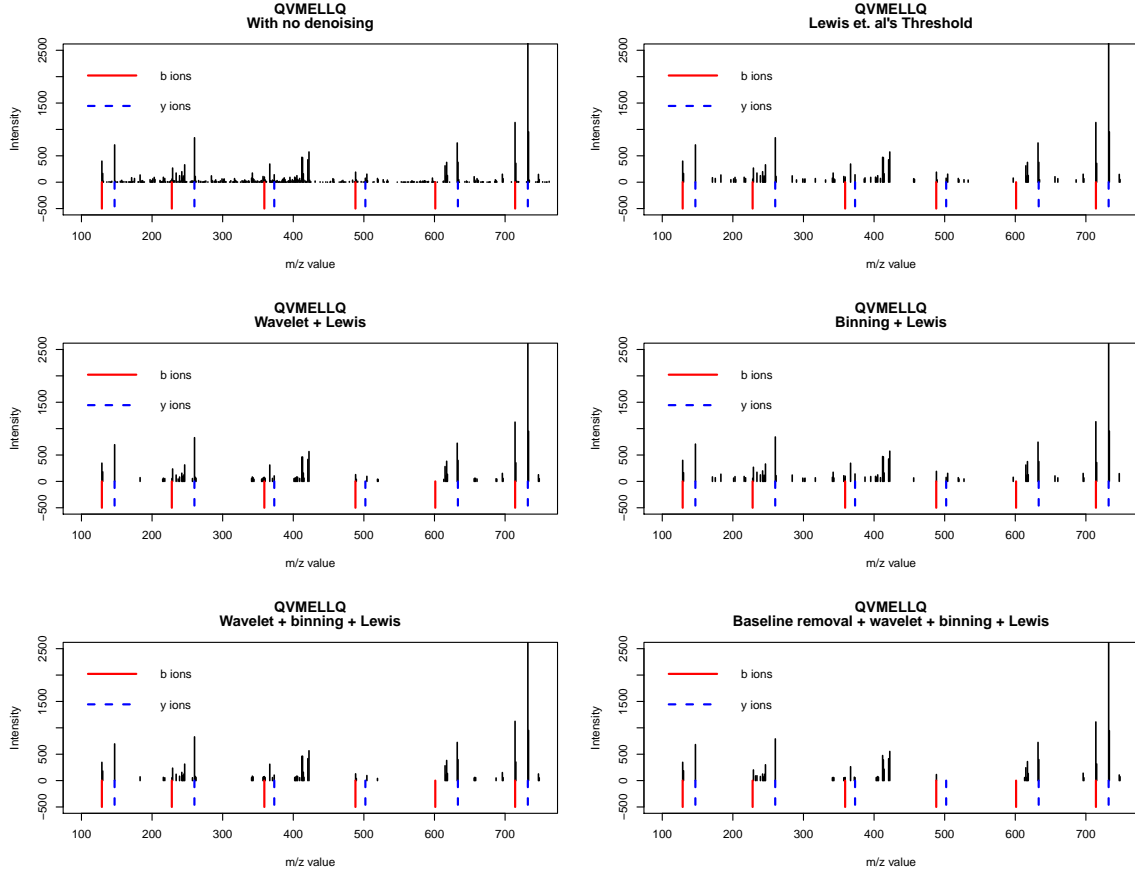 QVMELLQ
With no denoising
Intensity
2500
1500
500
0
−500
b ions
y ions
100 200 300 400 500 600 700
m/z value
QVMELLQ
Lewis et. al's Threshold
Intensity
2500
1500
500
0
−500
b ions
y ions
100 200 300 400 500 600 700
m/z value
QVMELLQ
Wavelet + Lewis
Intensity
2500
1500
500
0
−500
b ions
y ions
100 200 300 400 500 600 700
m/z value
QVMELLQ
Binning + Lewis
Intensity
2500
1500
500
0
−500
b ions
y ions
100 200 300 400 500 600 700
m/z value
QVMELLQ
Wavelet + binning + Lewis
Intensity
2500
1500
500
0
−500
b ions
y ions
100 200 300 400 500 600 700
m/z value
QVMELLQ
Baseline removal + wavelet + binning + Lewis
Intensity
2500
1500
500
0
−500
b ions
y ions
100 200 300 400 500 600 700
m/z value